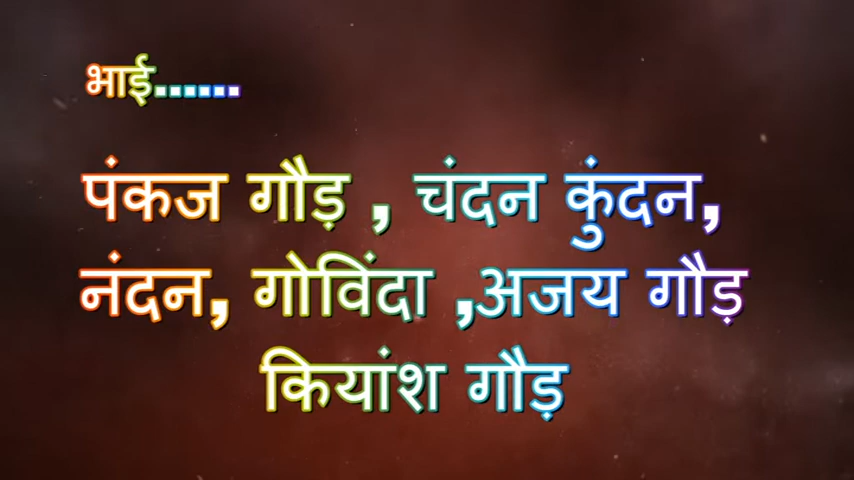 भाई......
पंकज गौड़ , चंदन कुंदन,
नंदन, गोविंदा ,अजय गौड़
कियांश गौड़